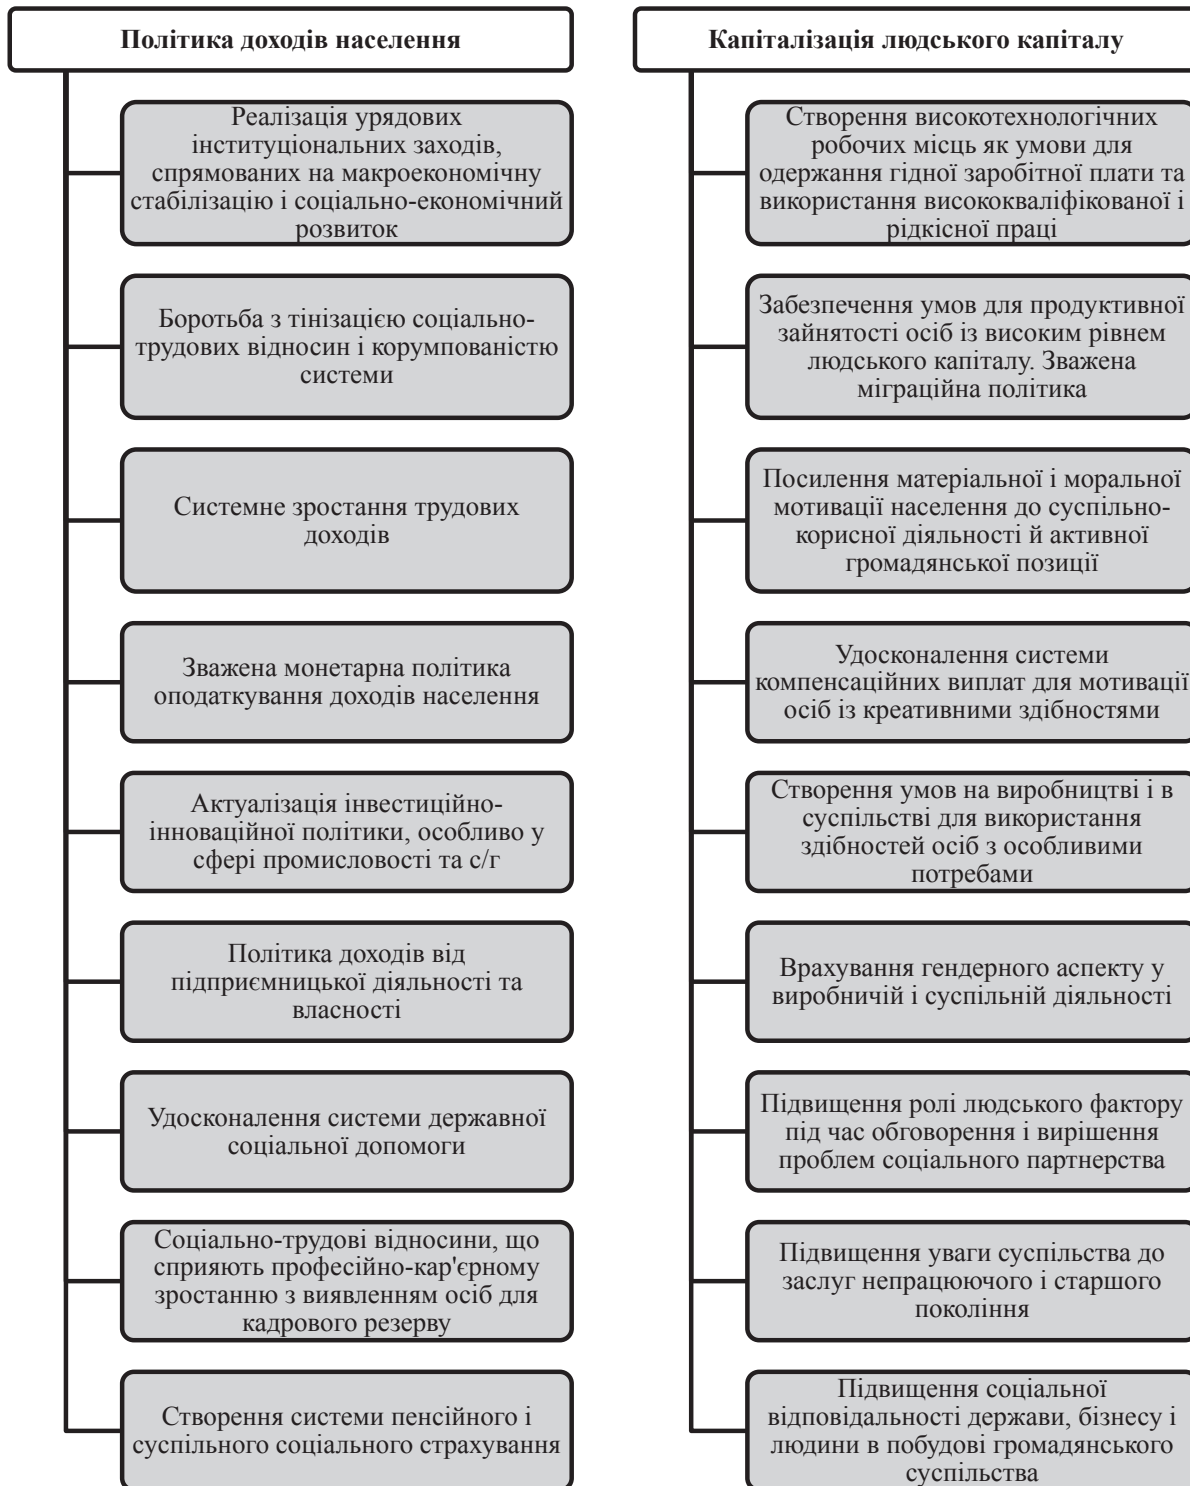 Політика доходів населення
Реалізація урядових
інституціональних заходів,
спрямованих на макроекономічну
стабілізацію і соціально-економічний
розвиток
Боротьба з тінізацією соціально-
трудових відносин і корумпованістю
системи
Системне зростання трудових
доходів
Зважена монетарна політика
оподаткування доходів населення
Актуалізація інвестиційно-
інноваційної політики, особливо у
сфері промисловості та с/г
Політика доходів від
підприємницької діяльності та
власності
Удосконалення системи державної
соціальної допомоги
Соціально-трудові відносини, що
сприяють професійно-кар'єрному
зростанню з виявленням осіб для
кадрового резерву
Створення системи пенсійного і
суспільного соціального страхування
Капіталізація людського капіталу
Створення високотехнологічних
робочих місць як умови для
одержання гідної заробітної плати та
використання висококваліфікованої і
рідкісної праці
Забезпечення умов для продуктивної
зайнятості осіб із високим рівнем
людського капіталу. Зважена
міграційна політика
Посилення матеріальної і моральної
мотивації населення до суспільно-
корисної діяльності й активної
громадянської позиції
Удосконалення системи
компенсаційних виплат для мотивації
осіб із креативними здібностями
Створення умов на виробництві і в
суспільстві для використання
здібностей осіб з особливими
потребами
Врахування гендерного аспекту у
виробничій і суспільній діяльності
Підвищення ролі людського фактору
під час обговорення і вирішення
проблем соціального партнерства
Підвищення уваги суспільства до
заслуг непрацюючого і старшого
покоління
Підвищення соціальної
відповідальності держави, бізнесу і
людини в побудові громадянського
суспільства